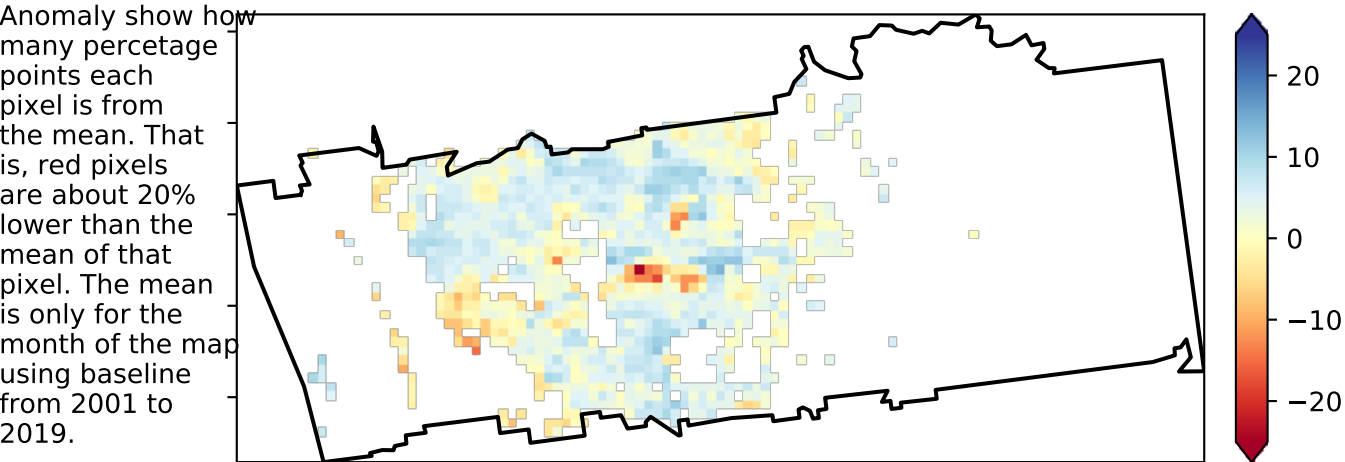 Anomaly show how
many percetage
points each
pixel is from
the mean. That
is, red pixels
are about 20%
lower than the
mean of that
pixel. The mean
is only for the
month of the map
using baseline
from 2001 to
2019.
20
10
0
−10
−20